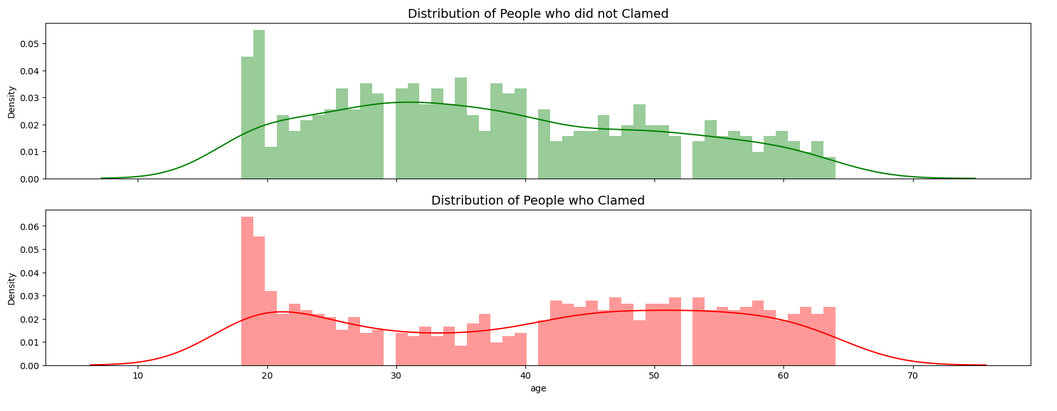 Distribution of People who did not Clamed
0.05
0.04
0.03
0.02
0.01
0.00
Density
Distribution of People who Clamed
0.06
0.05
0.04
0.03
0.02
0.01
0.00
Density
10 20 30 40 50 60 70
age